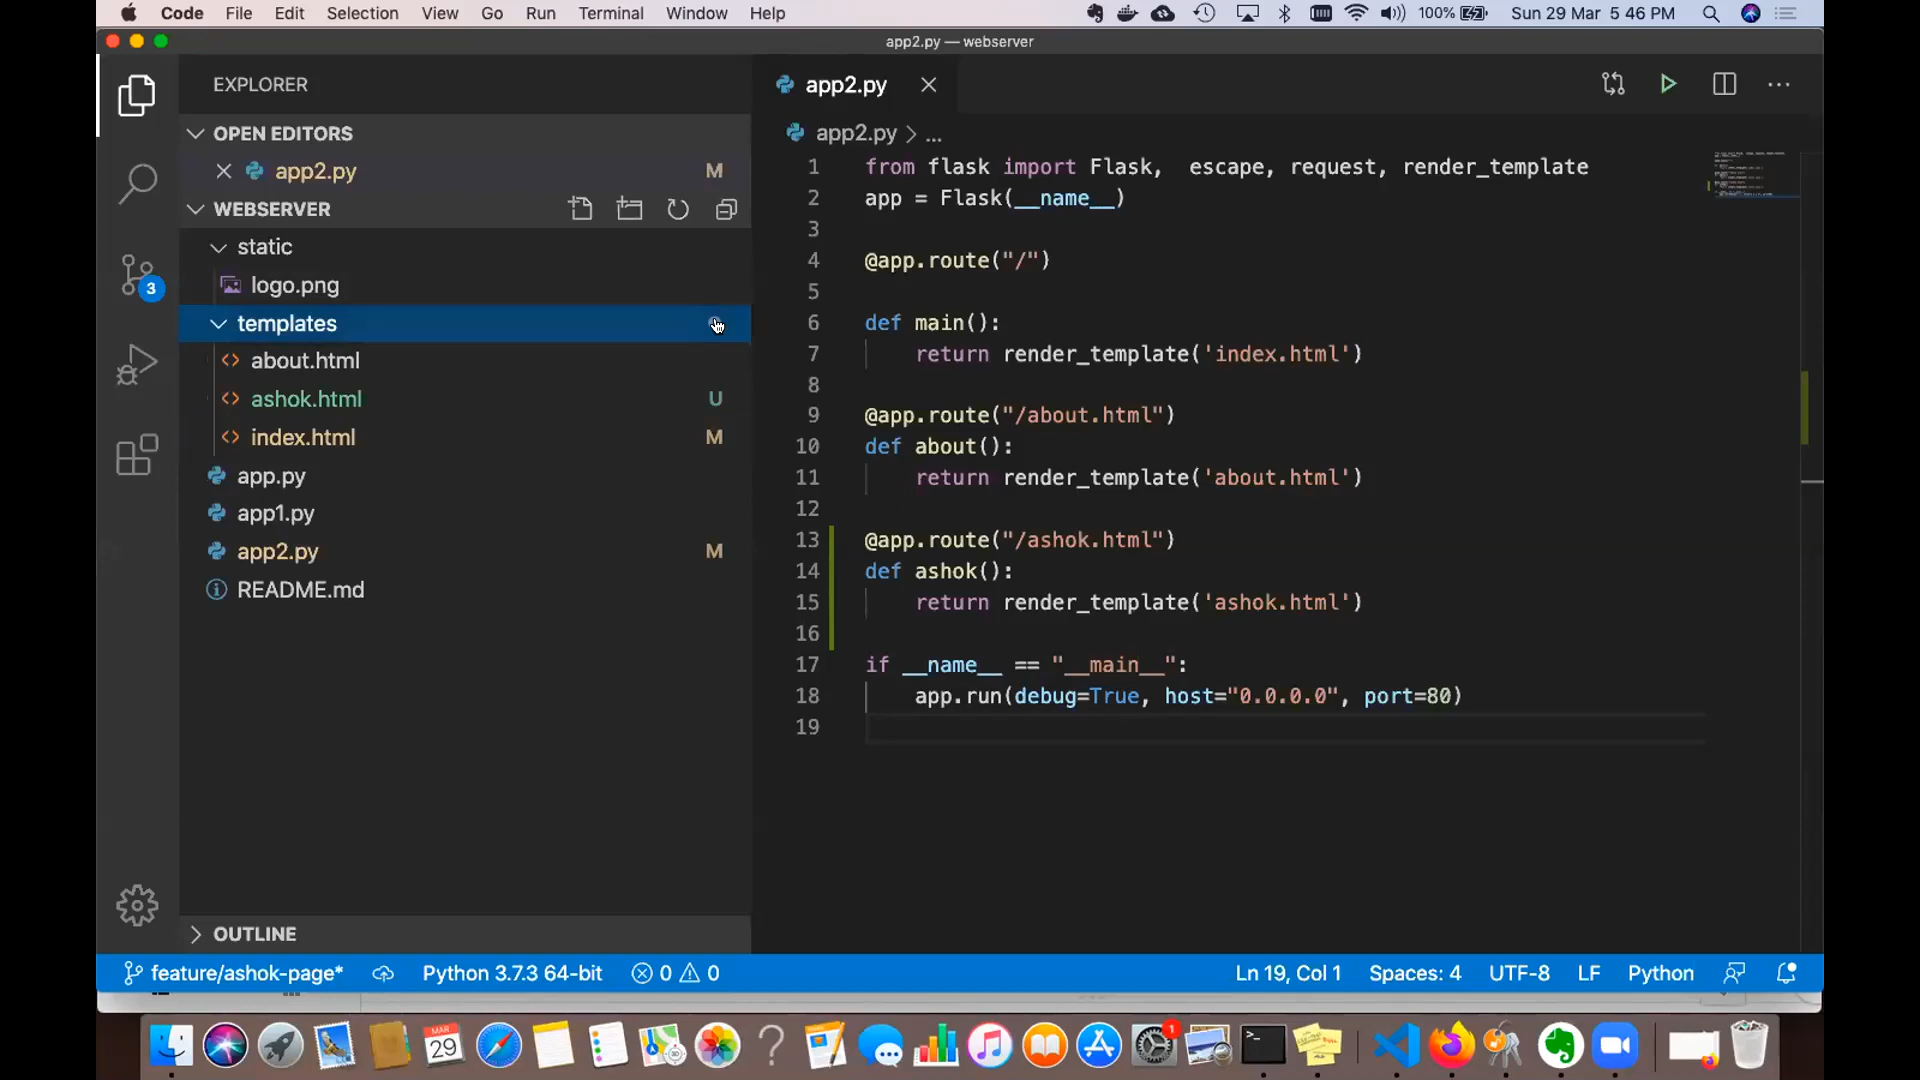 Code File Edit Selection View Go Run Terminal Window Help 100% Sun 29 Mar 5:46 PM
app2.py — webserver
EXPLORER
OPEN EDITORS
app2.py M
WEBSERVER
static
logo.png
templates
about.html
ashok.html U
index.html M
app.py
app1.py
app2.py M
README.md
OUTLINE
3
app2.py
app2.py > ...
1 from flask import Flask,  escape, request, render_template
2 app = Flask(__name__)
3
4 @app.route("/")
5
6 def main():
7     return render_template('index.html')
8
9 @app.route("/about.html")
10 def about():
11     return render_template('about.html')
12
13 @app.route("/ashok.html")
14 def ashok():
15     return render_template('ashok.html')
16
17 if __name__ == "__main__":
18     app.run(debug=True, host="0.0.0.0", port=80)
19
feature/ashok-page* Python 3.7.3 64-bit 0 0 Ln 19, Col 1 Spaces: 4 UTF-8 LF Python
MAR
29
1